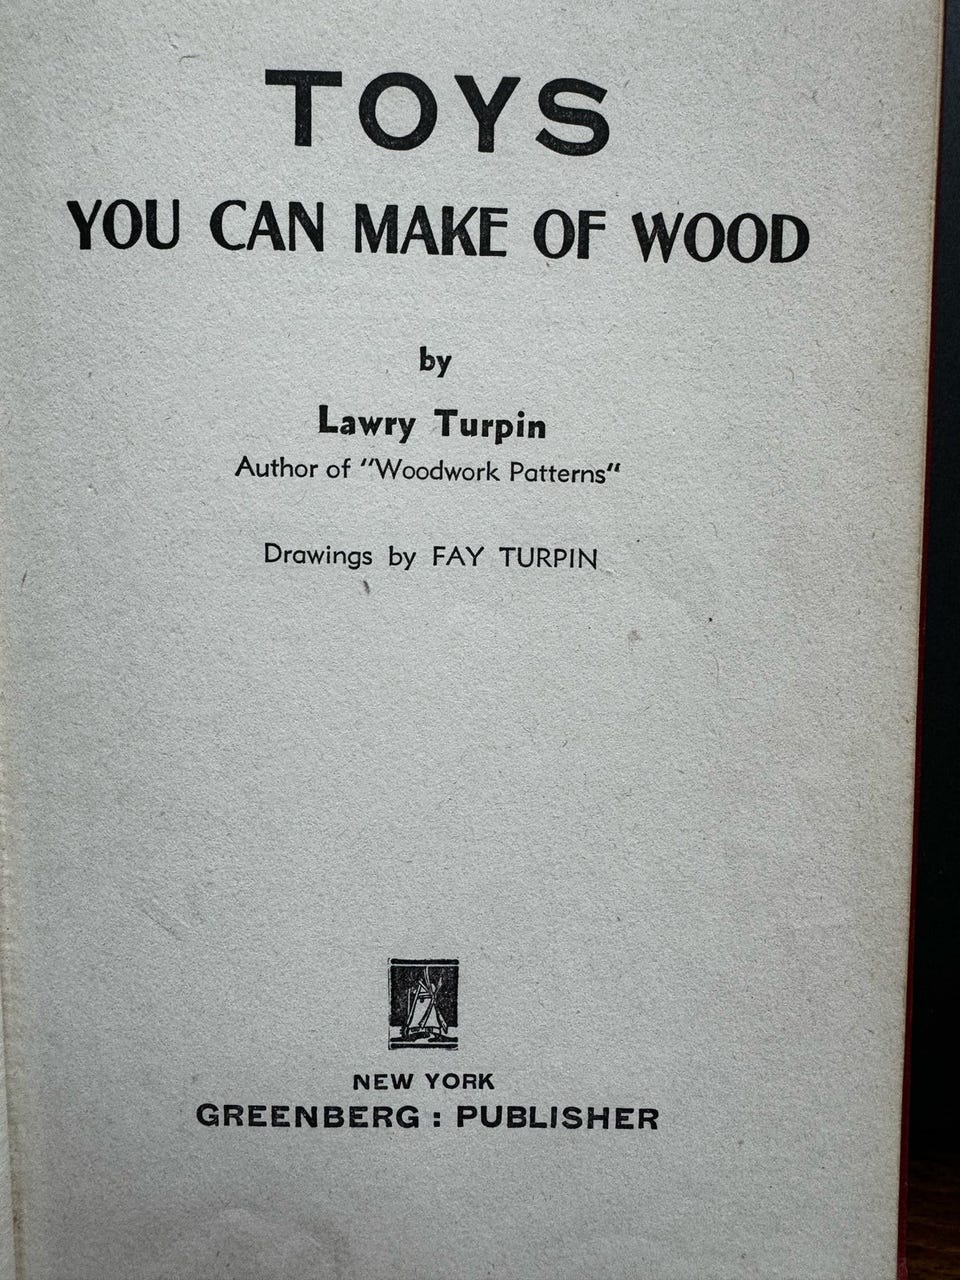 TOYS
YOU CAN MAKE OF WOOD
by
Lawry Turpin
Author of "Woodwork Patterns"
Drawings by FAY TURPIN
NEW YORK
GREENBERG : PUBLISHER